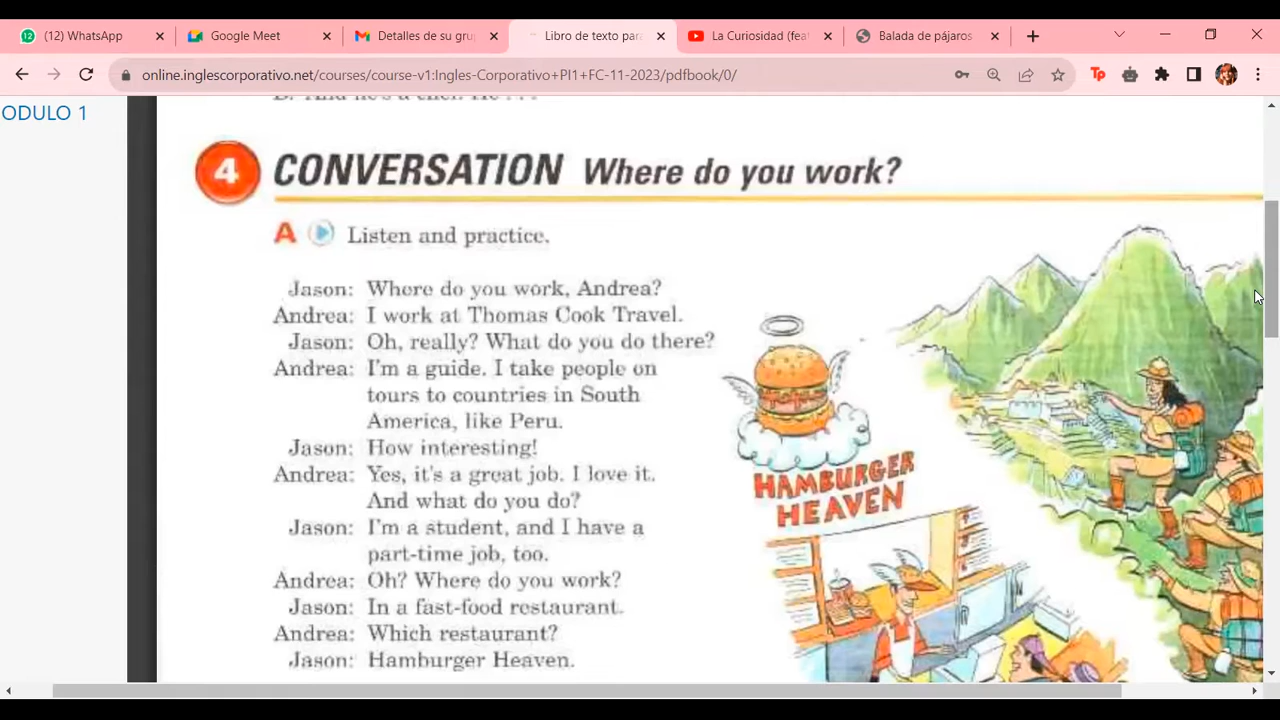 (12) WhatsApp
Google Meet
Detalles de su gru
Libro de texto para
La Curiosidad (feat
Balada de pájaros
online.inglescorporativo.net/courses/course-v1:Ingles-Corporativo+PI1+FC-11-2023/pdfbook/0/
ODULO 1
B: And he's a chef. He . . .
4 CONVERSATION Where do you work?
A Listen and practice.
Jason: Where do you work, Andrea?
Andrea: I work at Thomas Cook Travel.
Jason: Oh, really? What do you do there?
Andrea: I'm a guide. I take people on
tours to countries in South
America, like Peru.
Jason: How interesting!
Andrea: Yes, it's a great job. I love it.
And what do you do?
Jason: I'm a student, and I have a
part-time job, too.
Andrea: Oh? Where do you work?
Jason: In a fast-food restaurant.
Andrea: Which restaurant?
Jason: Hamburger Heaven.
HAMBURGER
HEAVEN